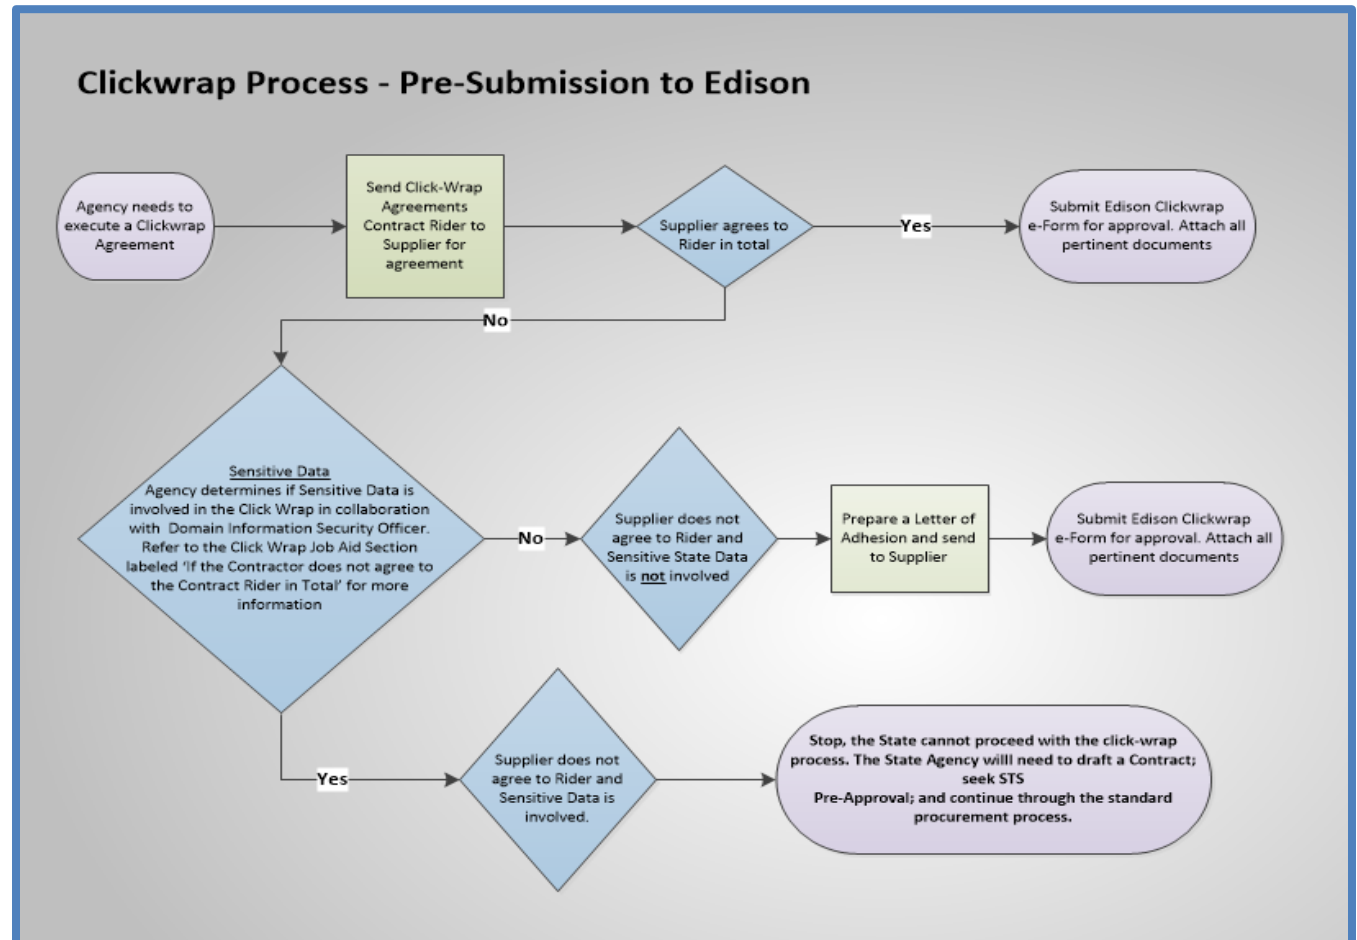 Clickwrap Process - Pre-Submission to Edison
Agency needs to
execute a Clickwrap
Agreement
Send Click-Wrap
Agreements
Contract Rider to
Supplier for
agreement
Supplier agrees to
Rider in total
Yes
Submit Edison Clickwrap
e-Form for approval. Attach all
pertinent documents
No
Sensitive Data
Agency determines if Sensitive Data is
involved in the Click Wrap in collaboration
with Domain Information Security Officer.
Refer to the Click Wrap Job Aid Section
labeled 'If the Contractor does not agree to
the Contract Rider in Total' for more
information
No
Supplier does not
agree to Rider and
Sensitive State Data
is not involved
Prepare a Letter of
Adhesion and send
to Supplier
Submit Edison Clickwrap
e-Form for approval. Attach all
pertinent documents
Yes
Supplier does not
agree to Rider and
Sensitive Data is
involved.
Stop, the State cannot proceed with the click-wrap
process. The State Agency willl need to draft a Contract;
seek STS
Pre-Approval; and continue through the standard
procurement process.